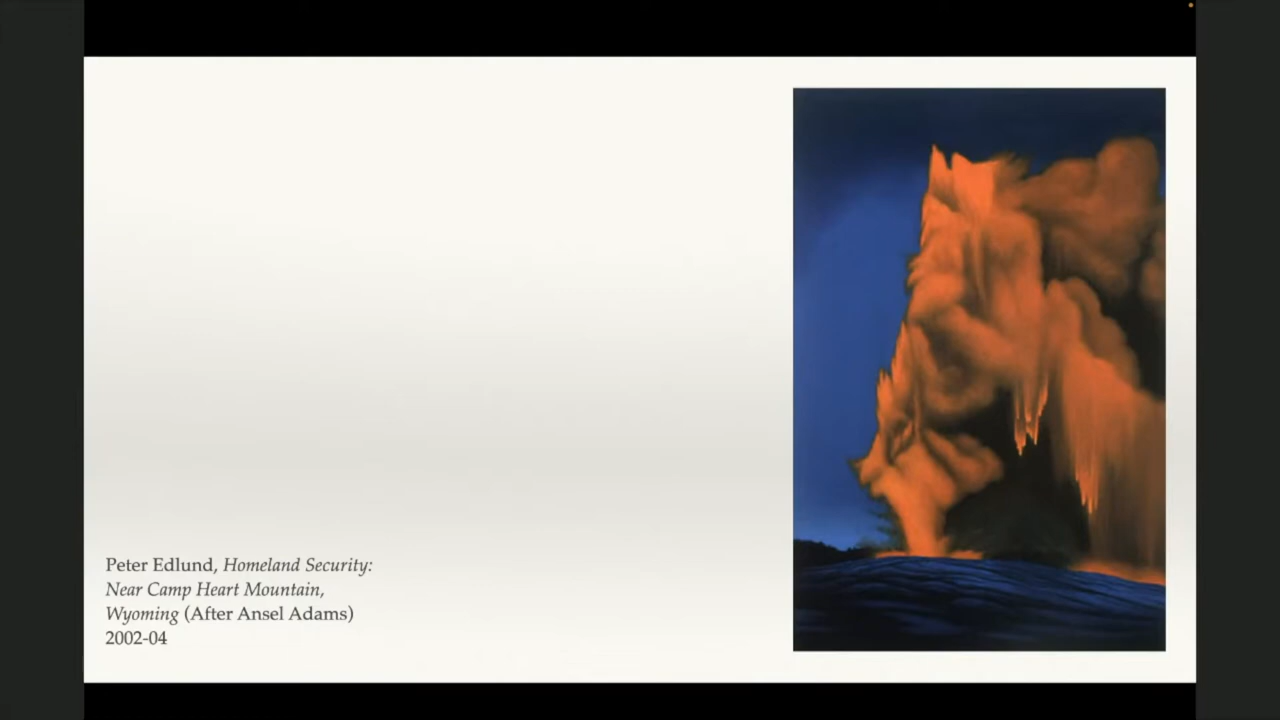 Peter Edlund, Homeland Security:
Near Camp Heart Mountain,
Wyoming (After Ansel Adams)
2002-04